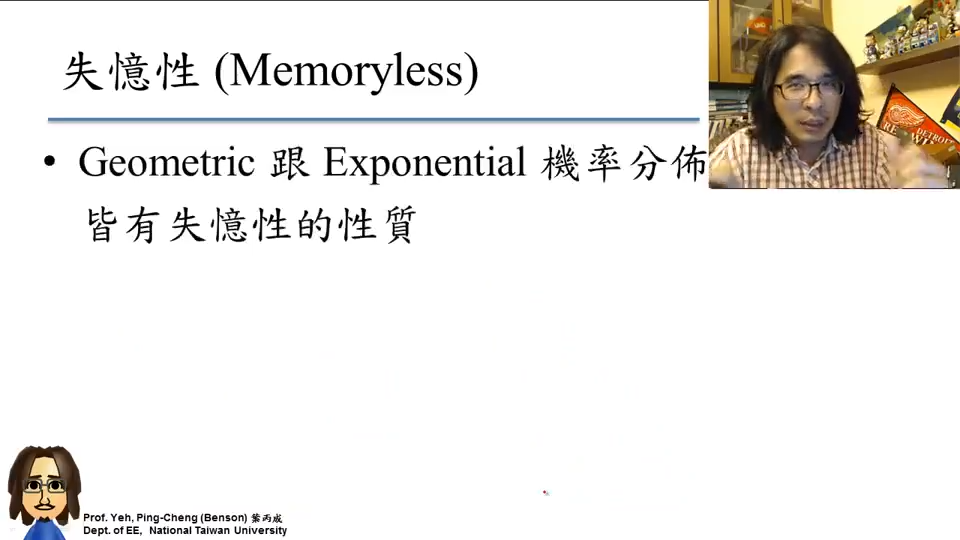 失憶性 (Memoryless)
• Geometric 跟 Exponential 機率分佈
皆有失憶性的性質
DETROIT
Prof. Yeh, Ping-Cheng (Benson) 葉丙成
Dept. of EE, National Taiwan University